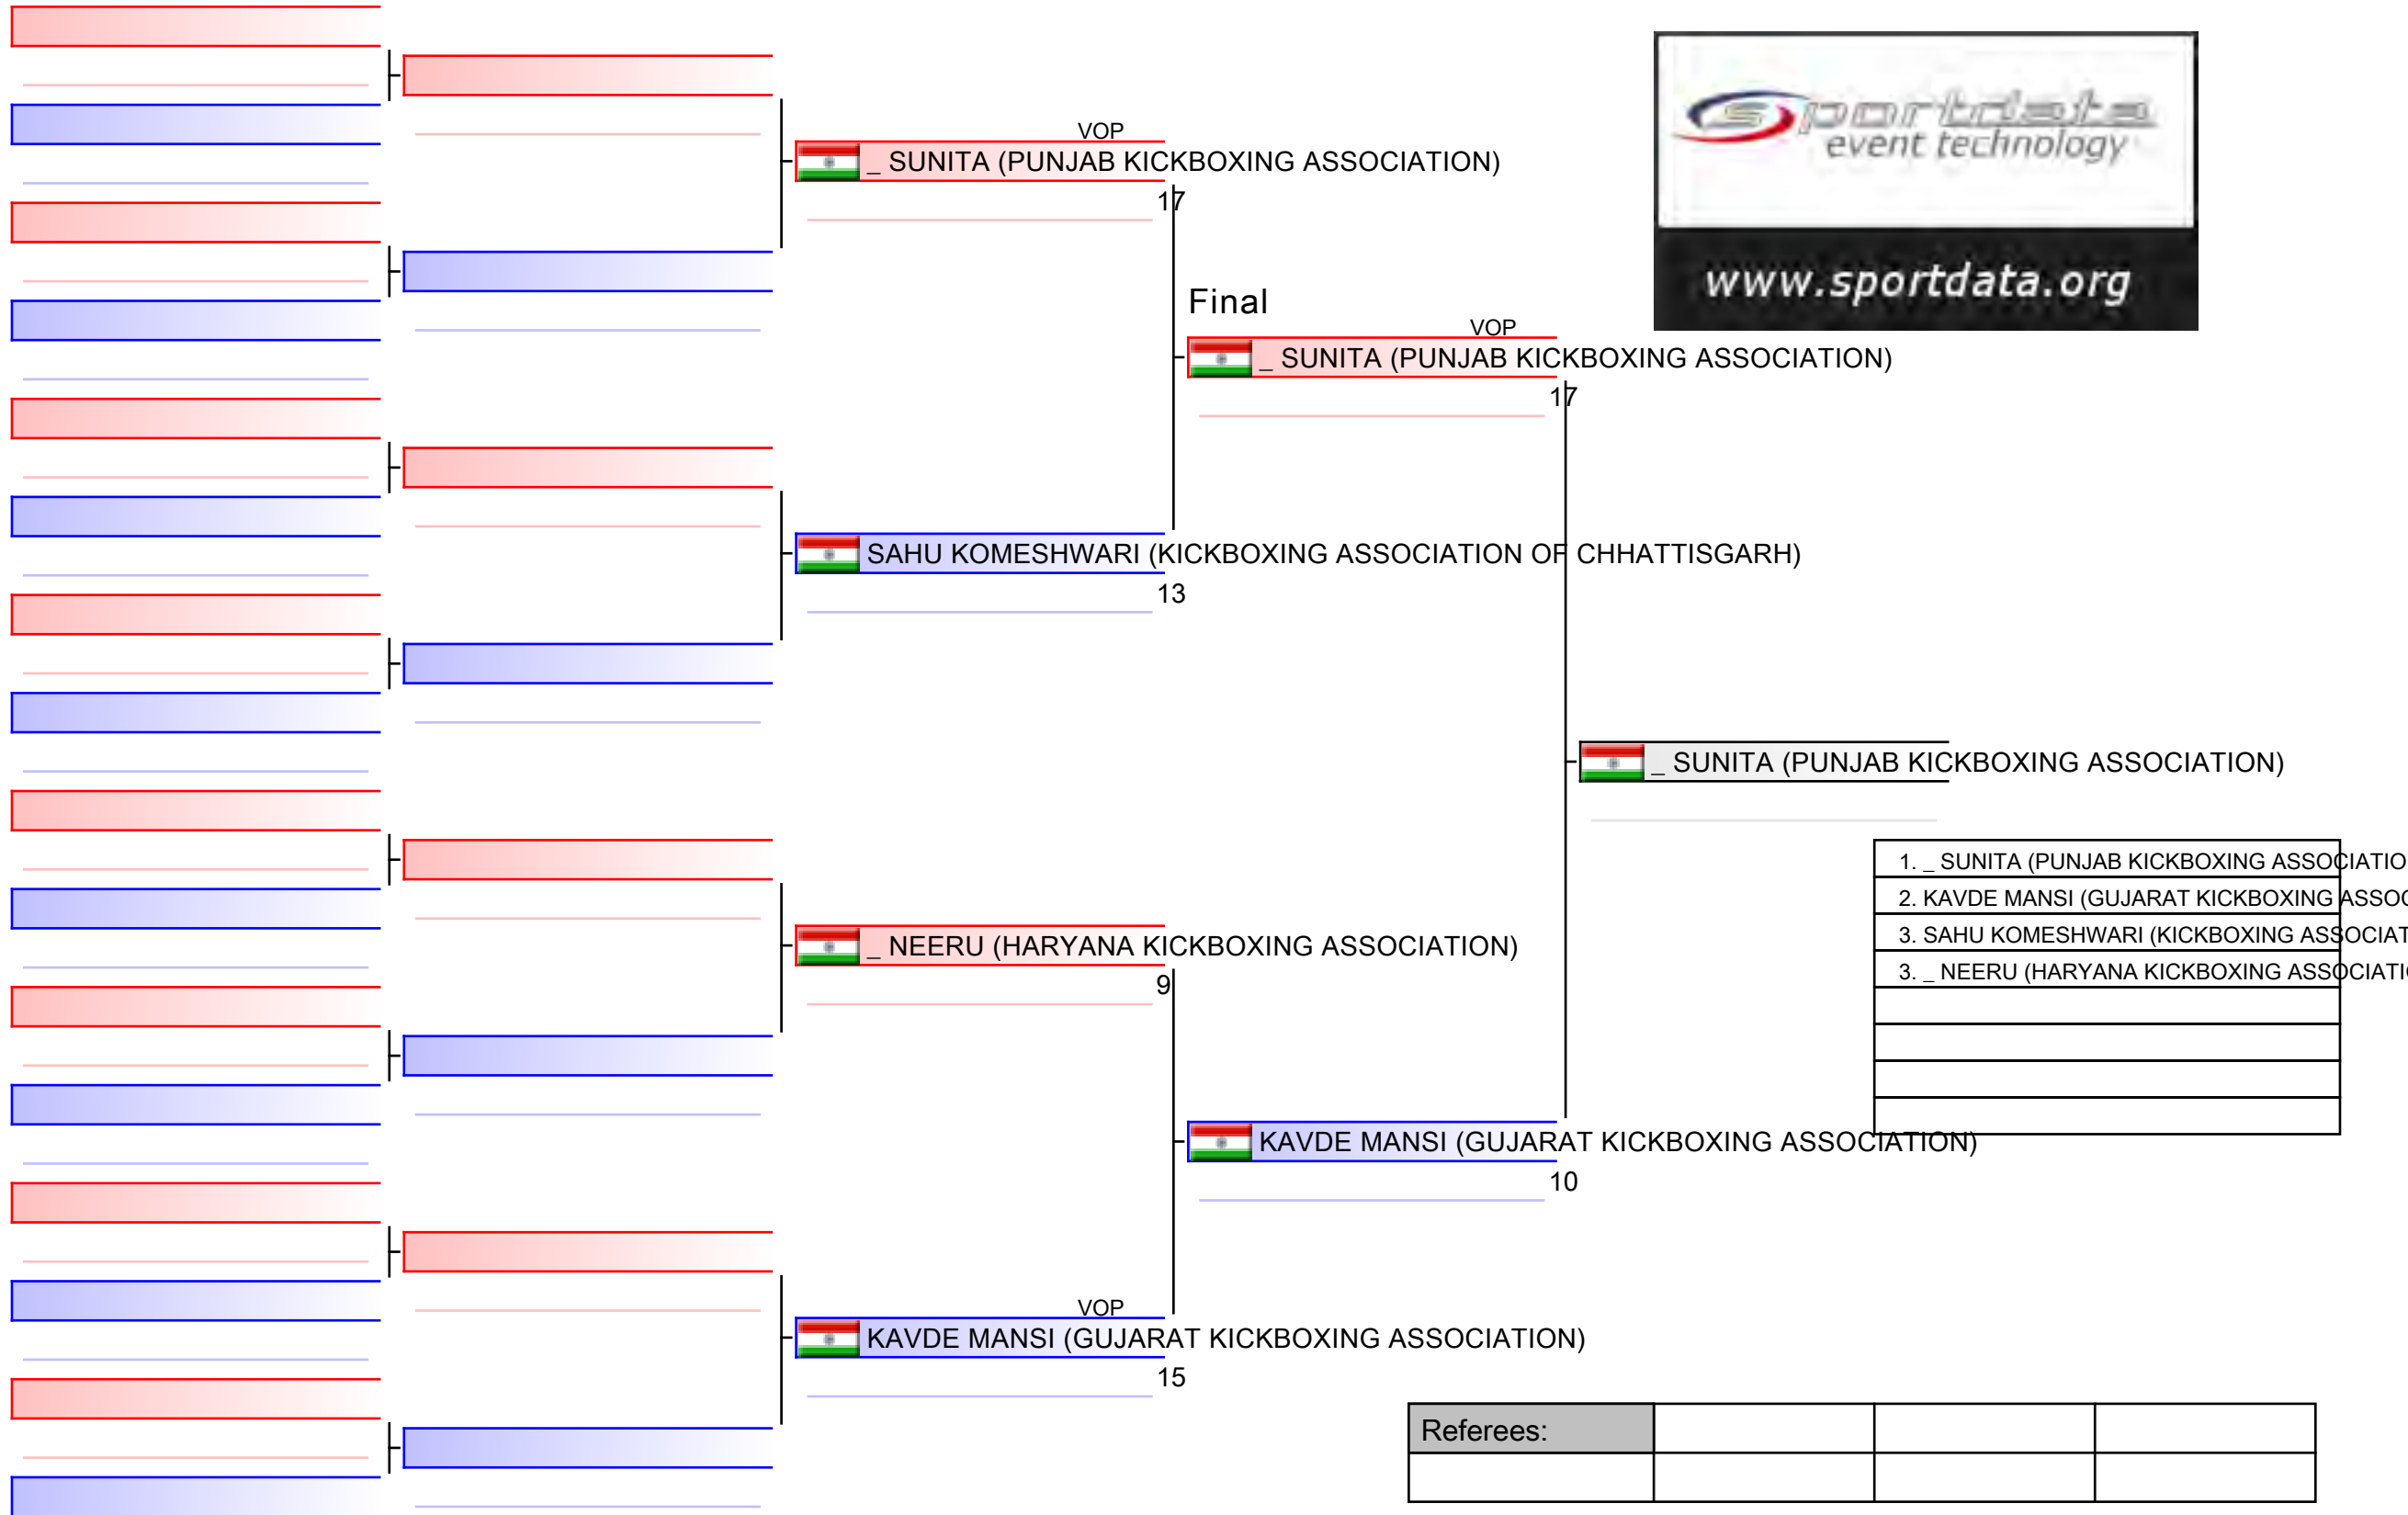 sportdata
event technology
www.sportdata.org
VOP
_ SUNITA (PUNJAB KICKBOXING ASSOCIATION)
17
Final
VOP
_ SUNITA (PUNJAB KICKBOXING ASSOCIATION)
17
SAHU KOMESHWARI (KICKBOXING ASSOCIATION OF CHHATTISGARH)
13
_ SUNITA (PUNJAB KICKBOXING ASSOCIATION)
1. _ SUNITA (PUNJAB KICKBOXING ASSOCIATIO
2. KAVDE MANSI (GUJARAT KICKBOXING ASSOC
3. SAHU KOMESHWARI (KICKBOXING ASSOCIAT
3. _ NEERU (HARYANA KICKBOXING ASSOCIATI
_ NEERU (HARYANA KICKBOXING ASSOCIATION)
9
KAVDE MANSI (GUJARAT KICKBOXING ASSOCIATION)
10
VOP
KAVDE MANSI (GUJARAT KICKBOXING ASSOCIATION)
15
Referees: